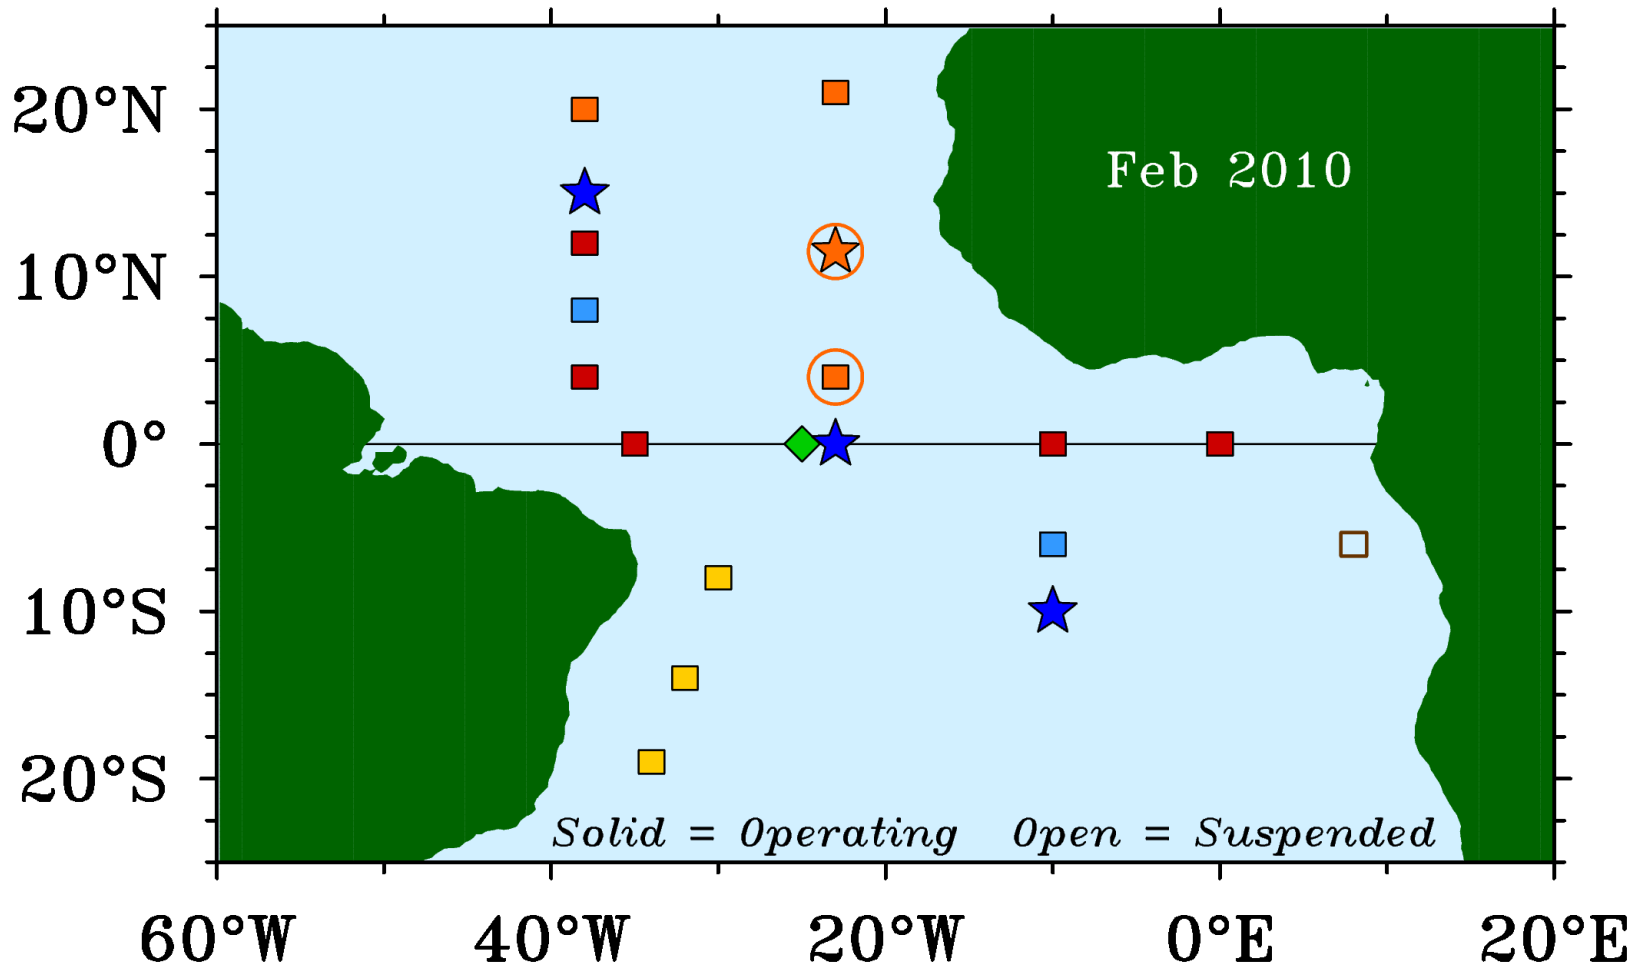 20°N
Feb 2010
10°N
0°
10°S
20°S
Solid = Operating Open = Suspended
60°W 40°W 20°W 0°E 20°E